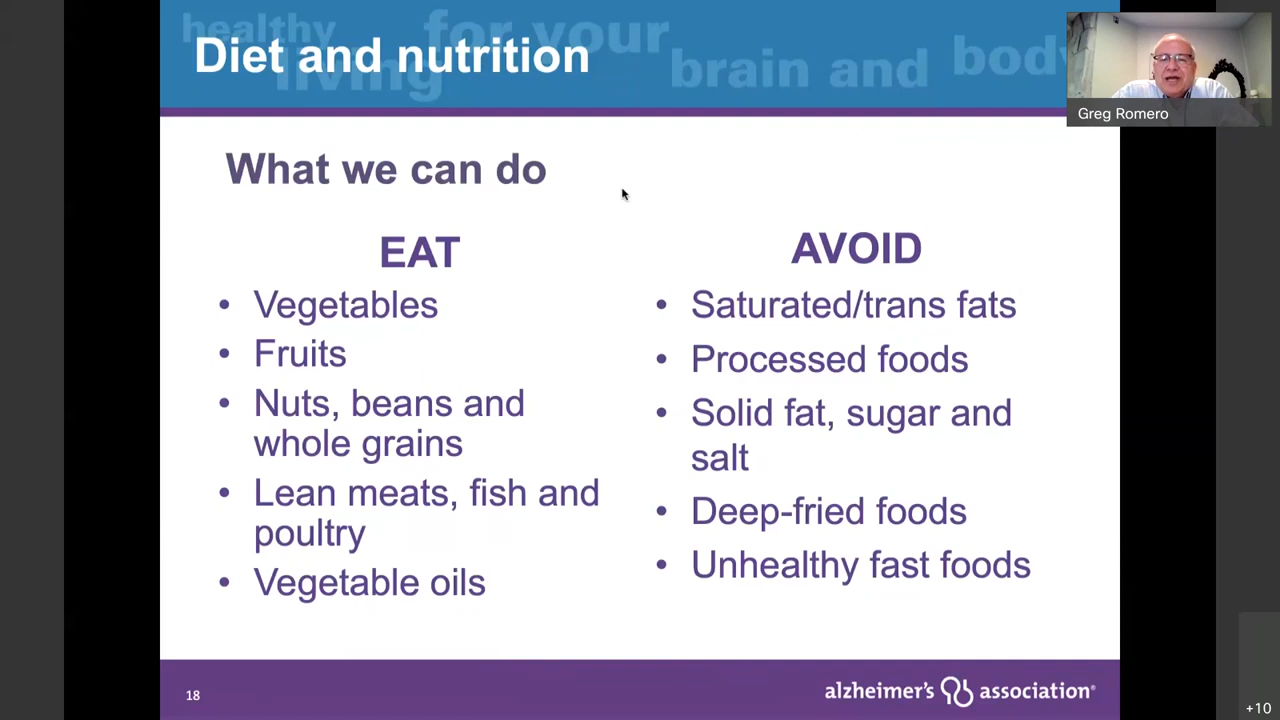 healthy living for your brain and body
Diet and nutrition
Greg Romero
What we can do
EAT
• Vegetables
• Fruits
• Nuts, beans and
whole grains
• Lean meats, fish and
poultry
• Vegetable oils
AVOID
• Saturated/trans fats
• Processed foods
• Solid fat, sugar and
salt
• Deep-fried foods
• Unhealthy fast foods
18
alzheimer's association®
+10